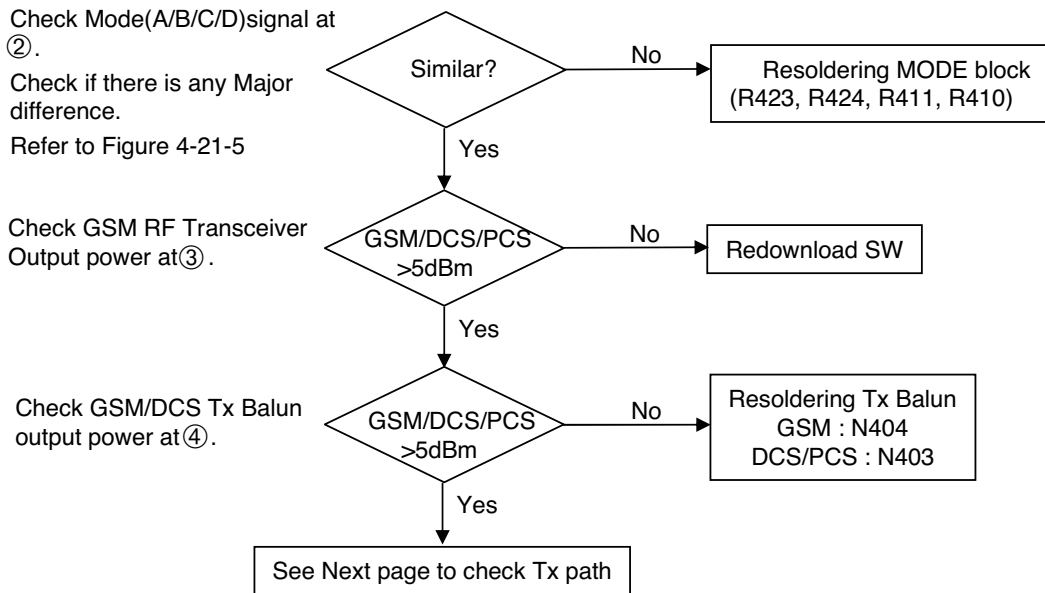 Check Mode(A/B/C/D)signal at
②.
Check if there is any Major
difference.
Refer to Figure 4-21-5
Similar?
No
Resoldering MODE block
(R423, R424, R411, R410)
Yes
Check GSM RF Transceiver
Output power at③.
GSM/DCS/PCS
>5dBm
No
Redownload SW
Yes
Check GSM/DCS Tx Balun
output power at④.
GSM/DCS/PCS
>5dBm
No
Resoldering Tx Balun
GSM : N404
DCS/PCS : N403
Yes
See Next page to check Tx path